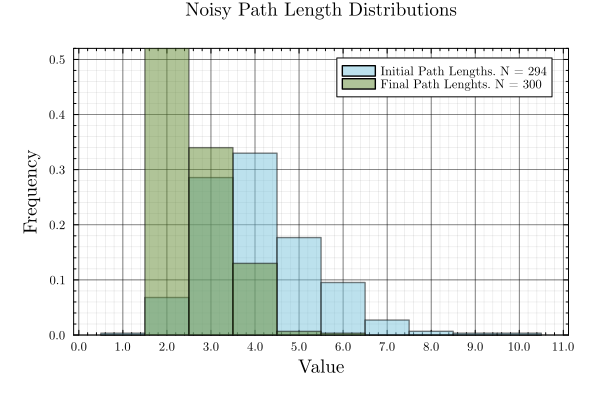 Noisy Path Length Distributions
Initial Path Lengths. N = 294
Final Path Lenghts. N = 300
Frequency
0.5
0.4
0.3
0.2
0.1
0.0
0.0 1.0 2.0 3.0 4.0 5.0 6.0 7.0 8.0 9.0 10.0 11.0
Value